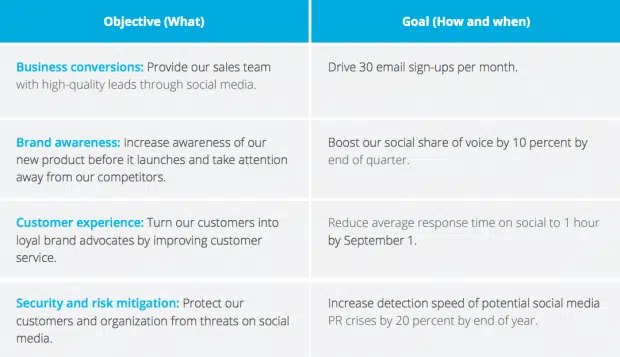 Objective (What)
Goal (How and when)
Business conversions: Provide our sales team
with high-quality leads through social media.
Drive 30 email sign-ups per month.
Brand awareness: Increase awareness of our
new product before it launches and take attention
away from our competitors.
Boost our social share of voice by 10 percent by
end of quarter.
Customer experience: Turn our customers into
loyal brand advocates by improving customer
service.
Reduce average response time on social to 1 hour
by September 1.
Security and risk mitigation: Protect our
customers and organization from threats on social
media.
Increase detection speed of potential social media
PR crises by 20 percent by end of year.